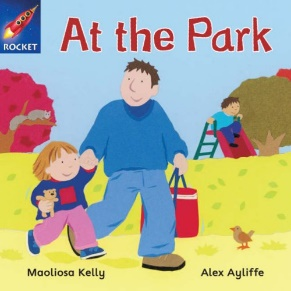 ROCKET
At the Park
Maoliosa Kelly
Alex Ayliffe